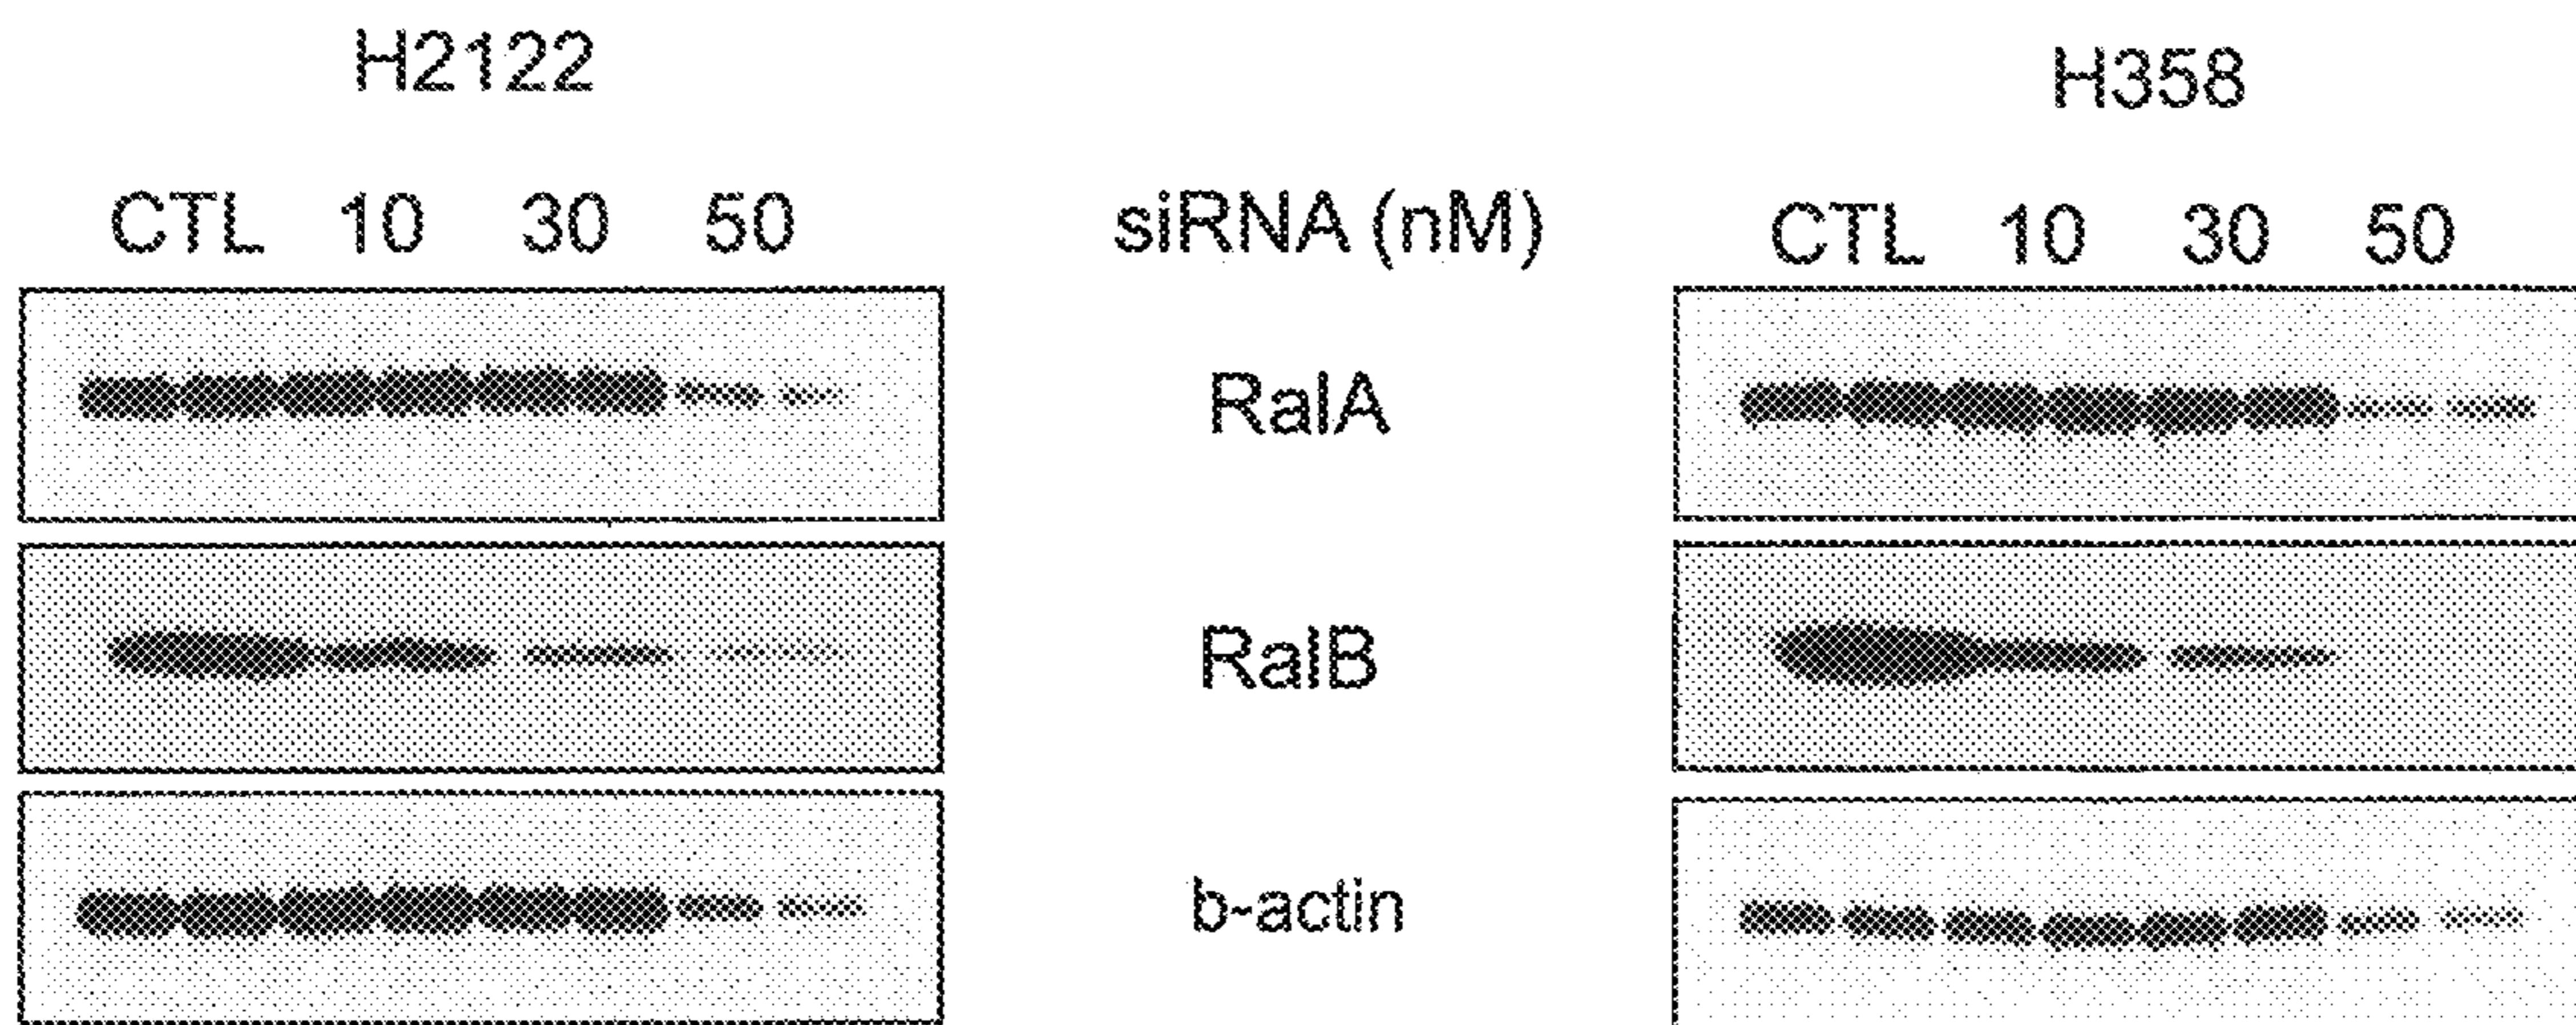 H2122
H358
CTL 10 30 50 siRNA (nM) CTL 10 30 50
RalA
RalB
b-actin